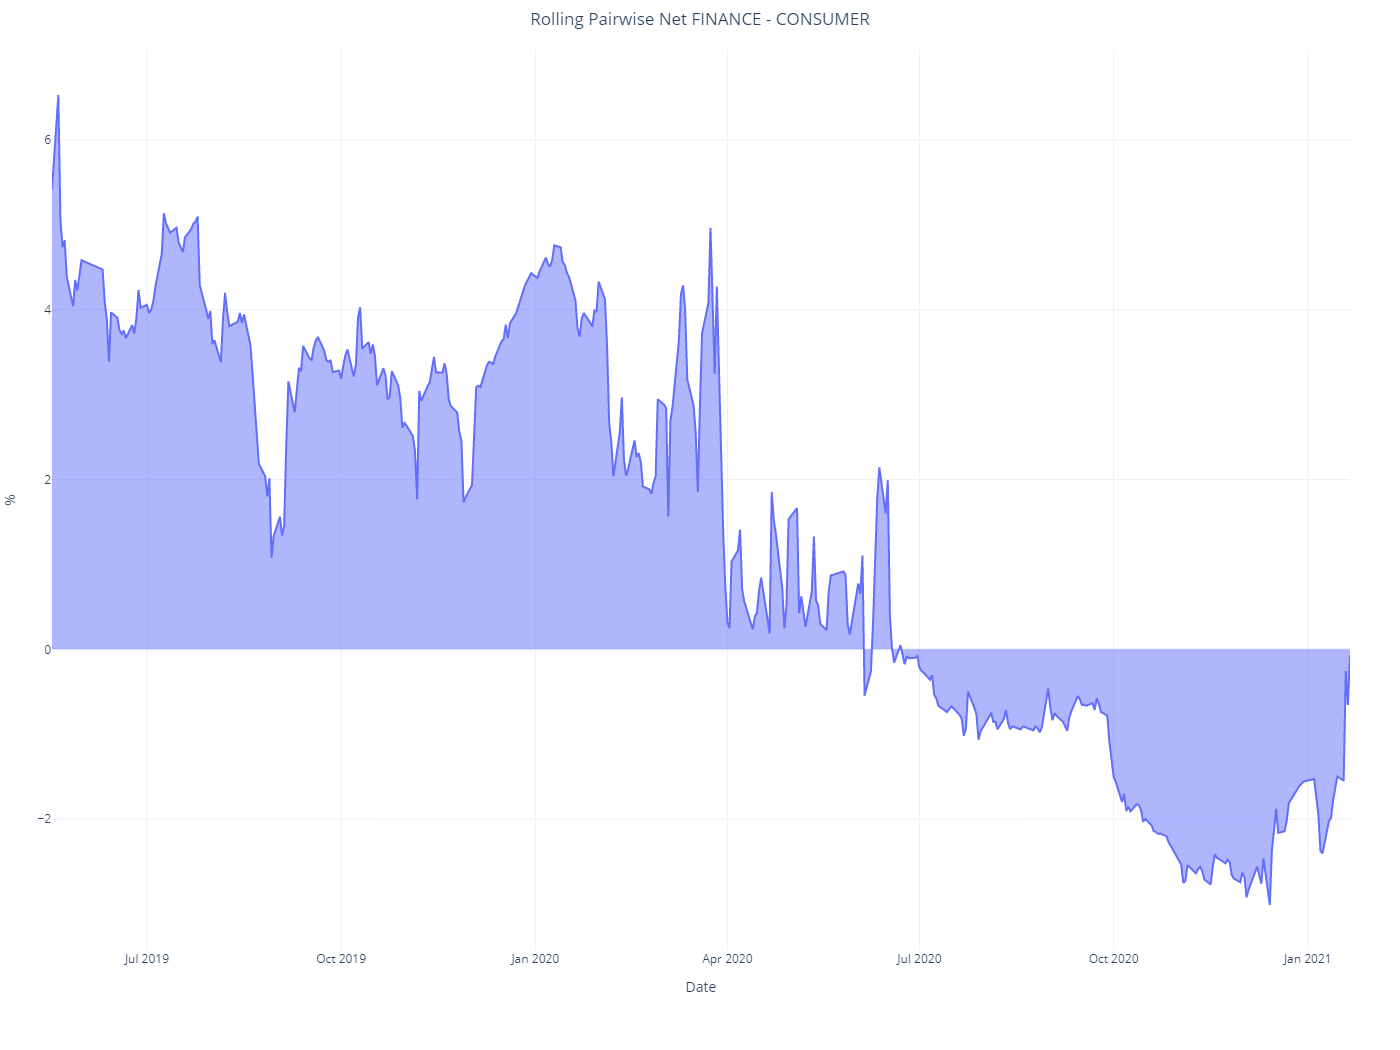 Rolling Pairwise Net FINANCE - CONSUMER
6
4
2
0
−2
%
Jul 2019
Oct 2019
Jan 2020
Apr 2020
Jul 2020
Oct 2020
Jan 2021
Date